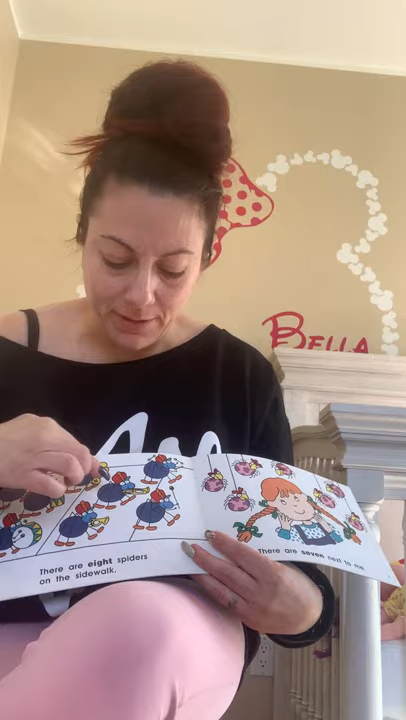 BELLA
There are eight spiders
on the sidewalk.
There are seven next to me.